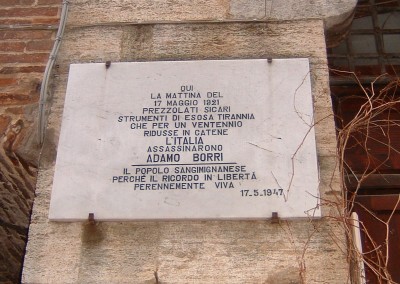 QUI
LA MATTINA DEL
17 MAGGIO 1921
PREZZOLATI SICARI
STRUMENTI DI ESOSA TIRANNIA
CHE PER UN VENTENNIO
RIDUSSE IN CATENE
L'ITALIA
ASSASSINARONO
ADAMO BORRI
IL POPOLO SANGIMIGNANESE
PERCHÈ IL RICORDO IN LIBERTÀ
PERENNEMENTE VIVA
17.5.1947